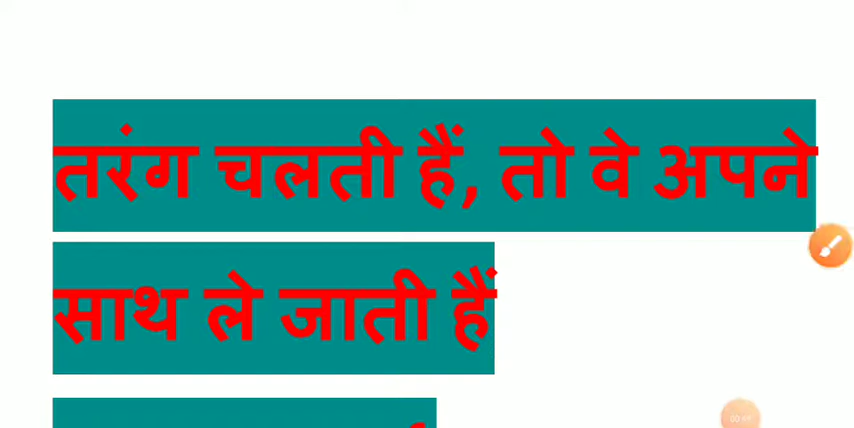 तरंग चलती हैं, तो वे अपने
साथ ले जाती हैं